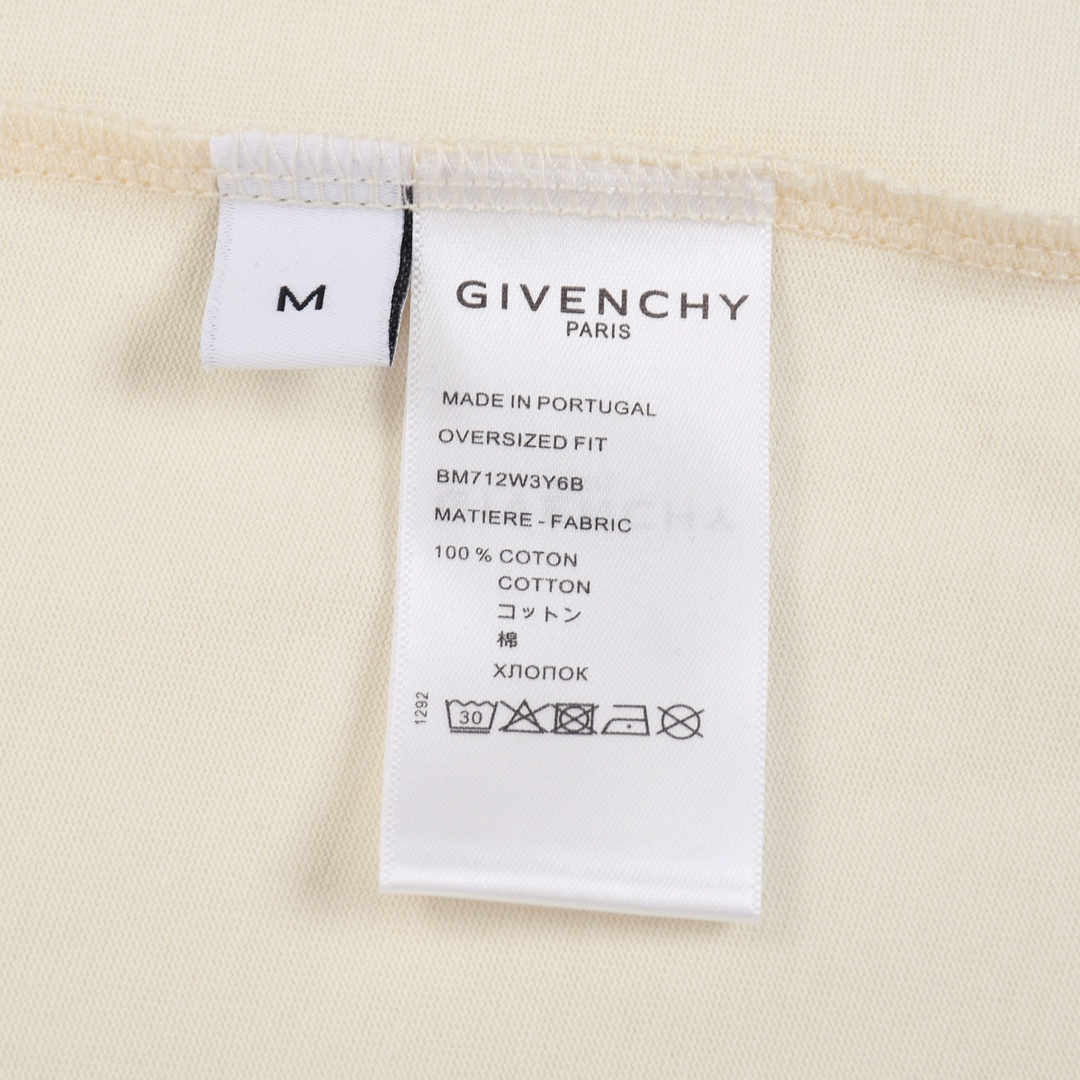 M
GIVENCHY
PARIS
MADE IN PORTUGAL
OVERSIZED FIT
BM712W3Y6B
MATIERE - FABRIC
100 % COTON
COTTON
コットン
棉
ХЛОПОК
1292
30